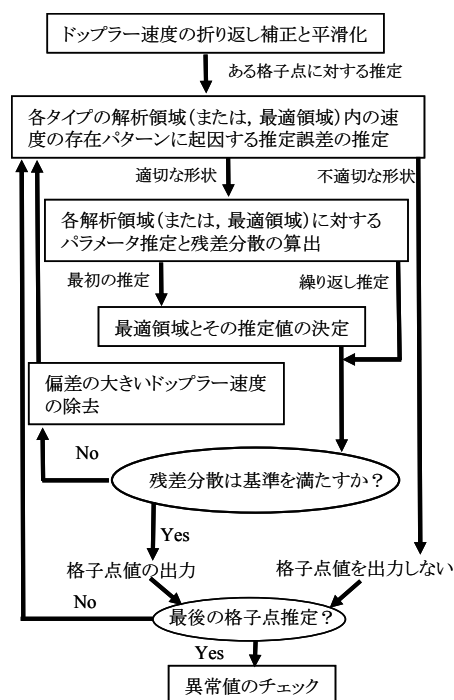 ドップラー速度の折り返し補正と平滑化
ある格子点に対する推定
各タイプの解析領域(または,最適領域)内の速
度の存在パターンに起因する推定誤差の推定
適切な形状
不適切な形状
各解析領域(または,最適領域)に対する
パラメータ推定と残差分散の算出
最初の推定
繰り返し推定
最適領域とその推定値の決定
偏差の大きいドップラー速度
の除去
No
残差分散は基準を満たすか?
Yes
格子点値の出力
格子点値を出力しない
No
最後の格子点推定?
Yes
異常値のチェック